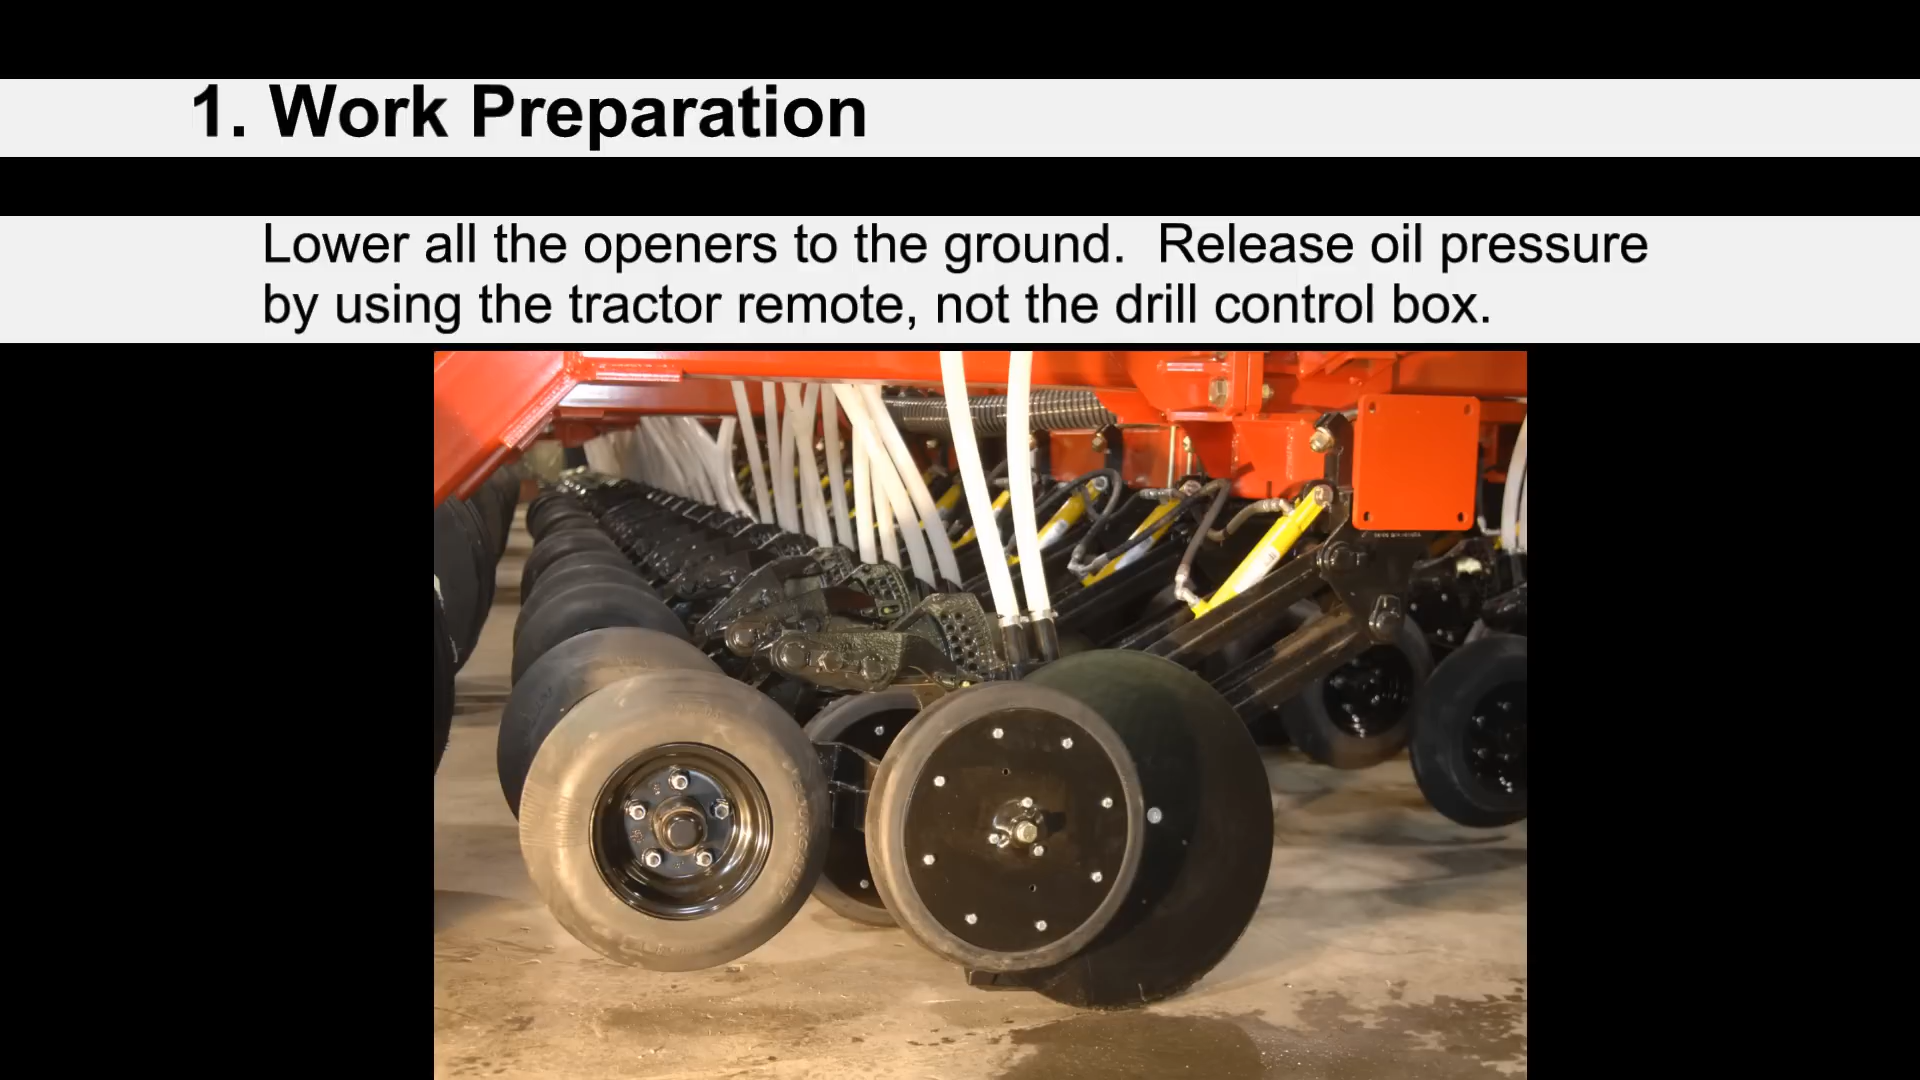 1. Work Preparation
Lower all the openers to the ground.  Release oil pressure
by using the tractor remote, not the drill control box.